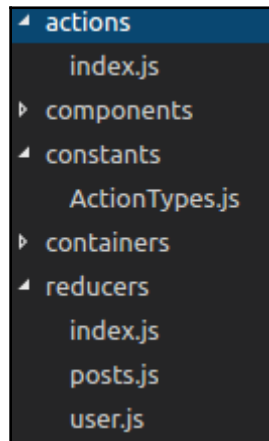 actions
index.js
components
constants
ActionTypes.js
containers
reducers
index.js
posts.js
user.js